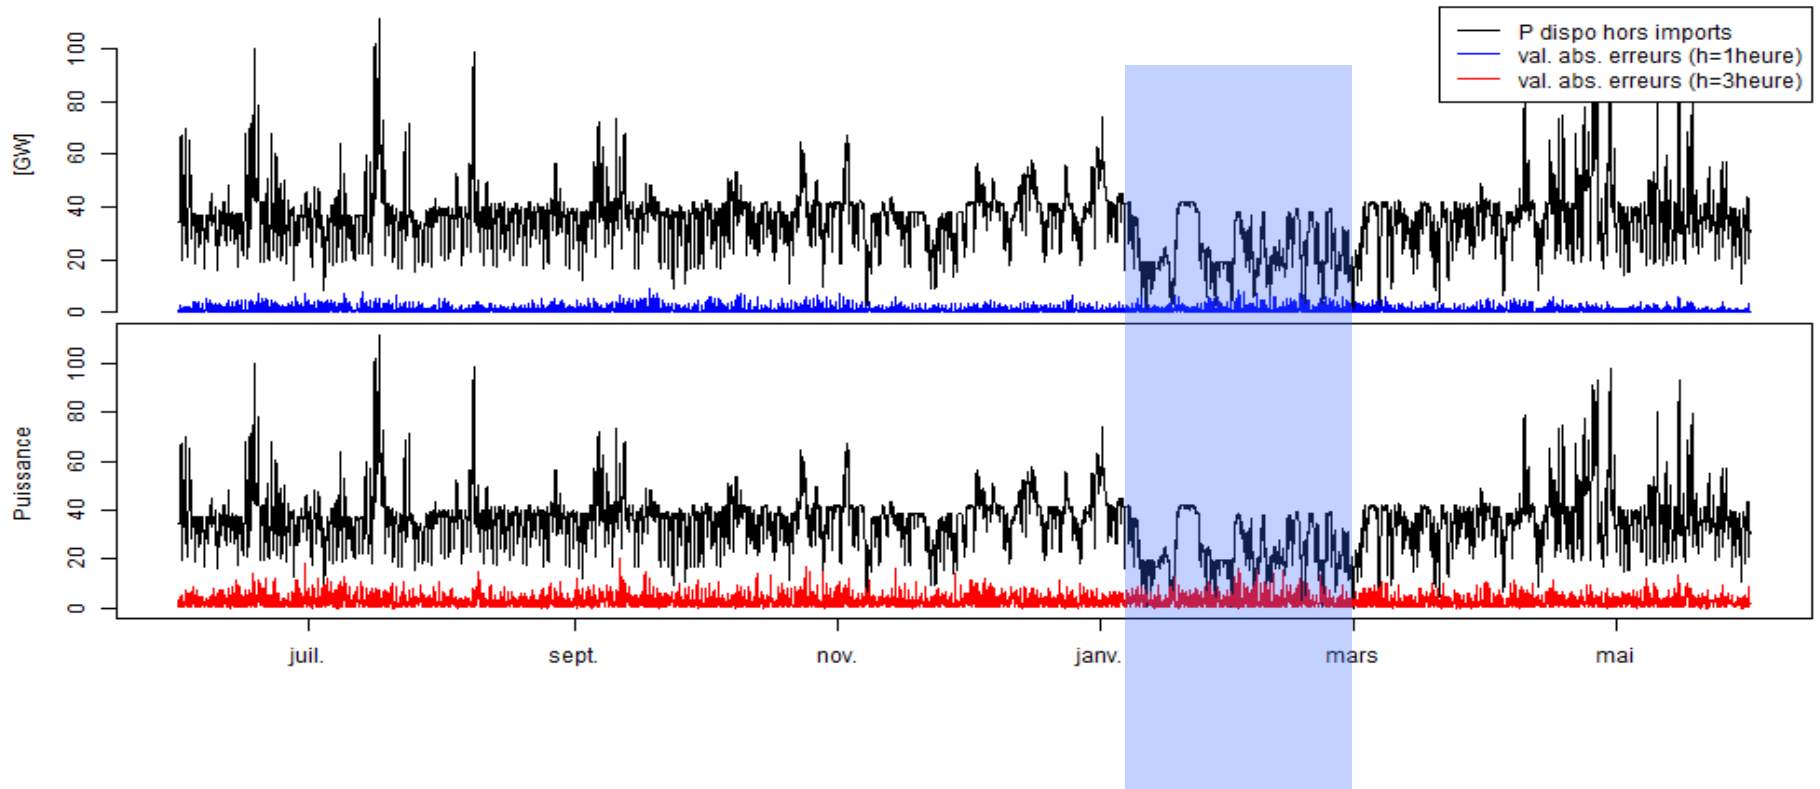 P dispo hors imports
val. abs. erreurs (h=1heure)
val. abs. erreurs (h=3heure)
[GW]
100
80
60
40
20
0
Puissance
100
80
60
40
20
0
juil. sept. nov. janv. mars mai